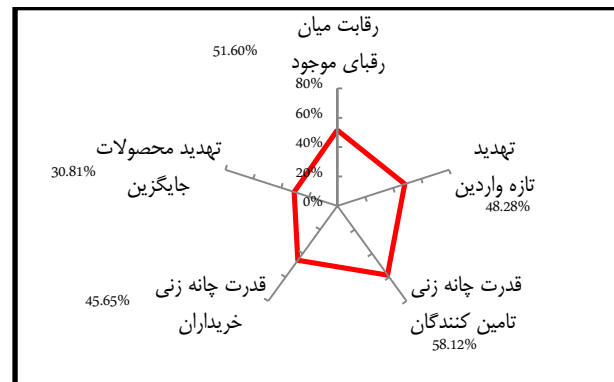 رقابت میان
رقبای موجود
51.60%
80%
60%
40%
20%
0%
تهدید
تازه واردین
48.28%
قدرت چانه زنی
تامین کنندگان
58.12%
قدرت چانه زنی
خریداران
45.65%
تهدید محصولات
جایگزین
30.81%